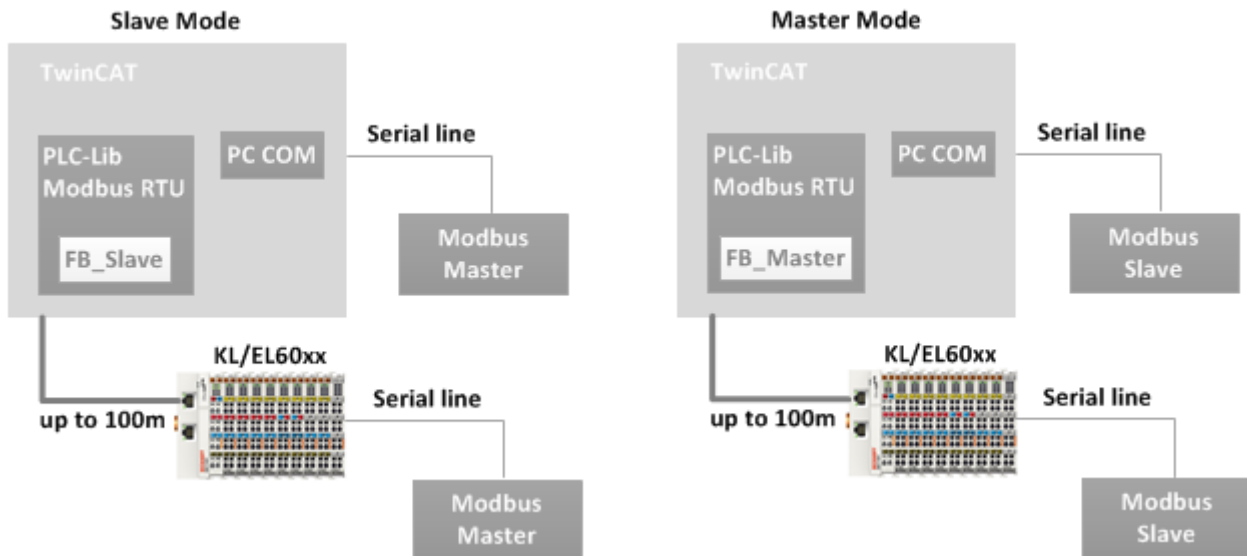 Slave Mode
TwinCAT
PLC-Lib
Modbus RTU
FB_Slave
PC COM
Serial line
Modbus
Master
KL/EL60xx
up to 100m
Serial line
Modbus
Master
Master Mode
TwinCAT
PLC-Lib
Modbus RTU
FB_Master
PC COM
Serial line
Modbus
Slave
KL/EL60xx
up to 100m
Serial line
Modbus
Slave